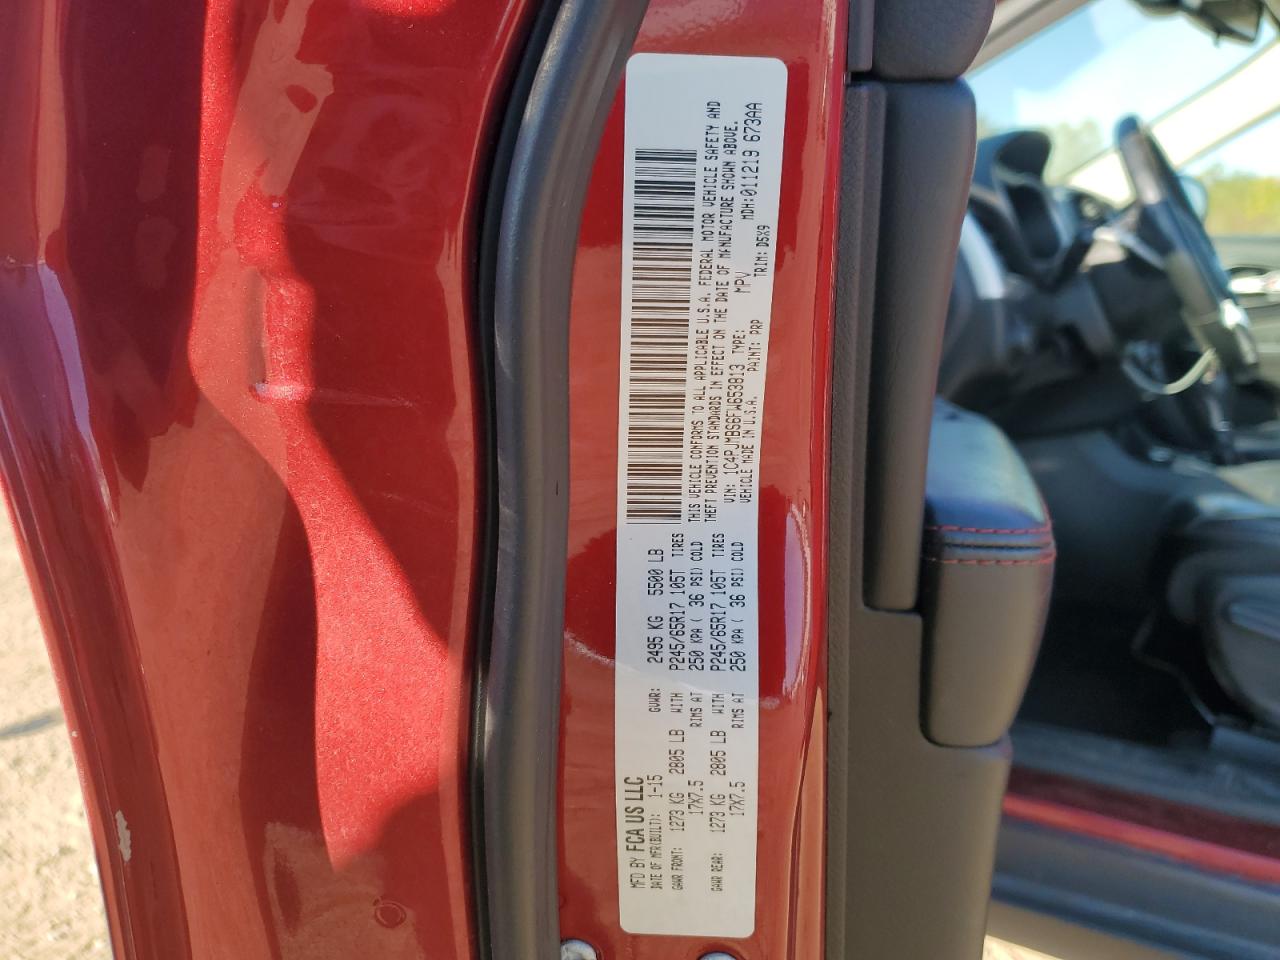 MFD BY FCA US LLC
DATE OF MFR(BUILT): 1-15 GVWR: 2495 KG 5500 LB
GAWR FRONT: 1273 KG 2805 LB WITH P245/65R17 105T TIRES
17X7.5 RIMS AT 250 KPA ( 36 PSI) COLD
GAWR REAR: 1273 KG 2805 LB WITH P245/65R17 105T TIRES
17X7.5 RIMS AT 250 KPA ( 36 PSI) COLD
THIS VEHICLE CONFORMS TO ALL APPLICABLE U.S.A. FEDERAL MOTOR VEHICLE SAFETY AND
THEFT PREVENTION STANDARDS IN EFFECT ON THE DATE OF MANUFACTURE SHOWN ABOVE.
VIN: 1C4PJMBS6FW653813 TYPE: MPV MDH:011219 673AA
VEHICLE MADE IN U.S.A. PAINT: PRP TRIM: D5X9